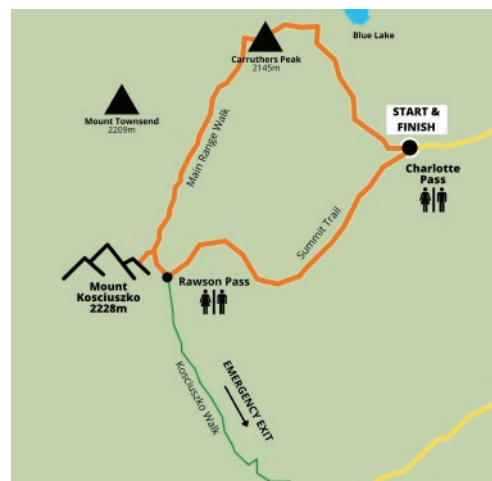 Blue Lake
Carruthers Peak
2145m
Mount Townsend
2209m
START &
FINISH
Charlotte
Pass
Main Range Walk
Summit Trail
Mount
Kosciuszko
2228m
Rawson Pass
Kosciuszko Walk
EMERGENCY EXIT